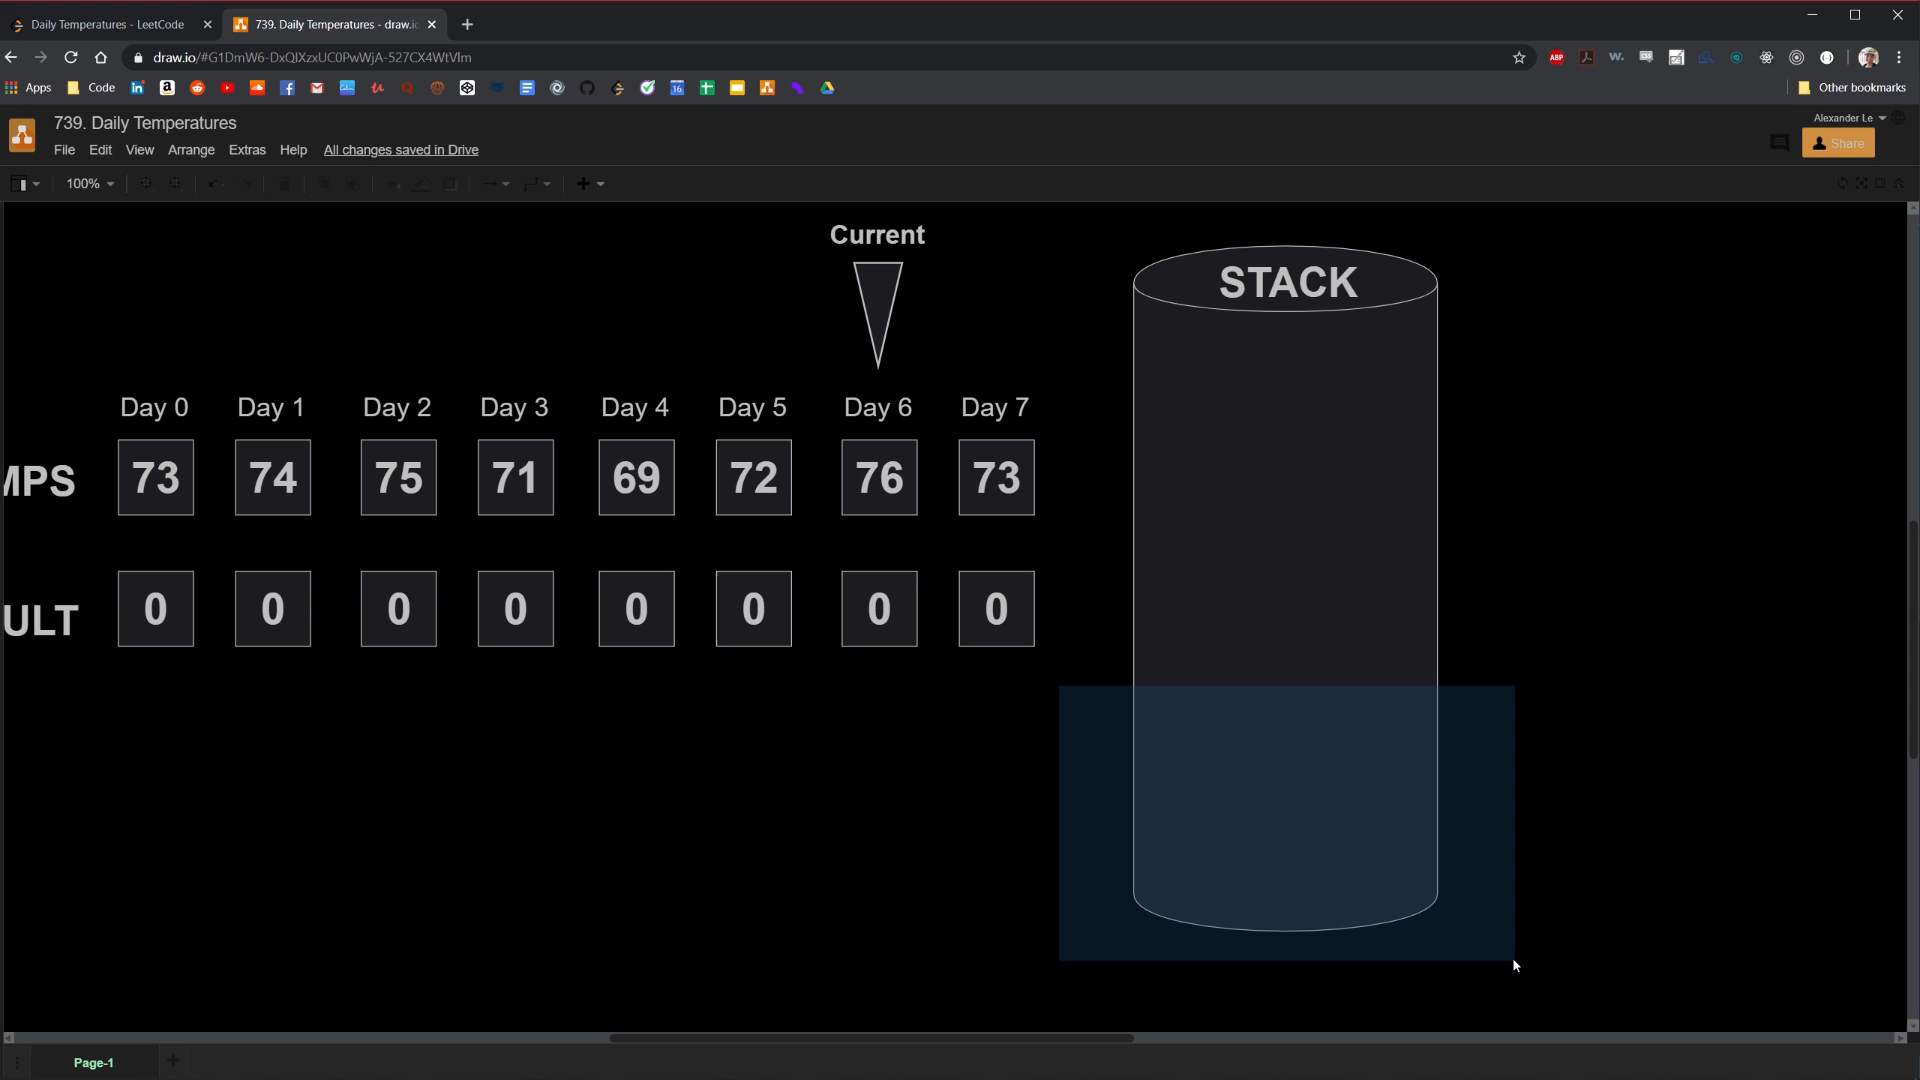 Daily Temperatures - LeetCode
739. Daily Temperatures - draw.ic
draw.io/#G1DmW6-DxQIXzxUC0PwWjA-527CX4WtVlm
ABP
W.
Apps
Code
16
Other bookmarks
739. Daily Temperatures
Alexander Le
File Edit View Arrange Extras Help All changes saved in Drive
Share
100%
Current
STACK
Day 0 Day 1 Day 2 Day 3 Day 4 Day 5 Day 6 Day 7
MPS 73 74 75 71 69 72 76 73
ULT 0 0 0 0 0 0 0 0
Page-1